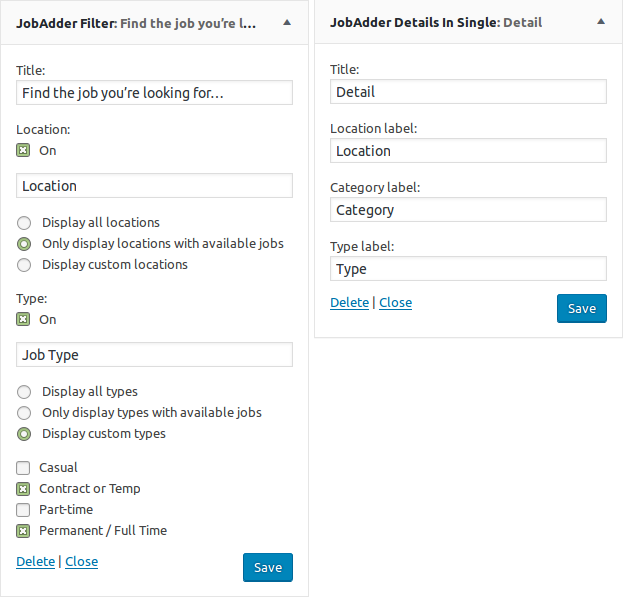 JobAdder Filter: Find the job you're l...
Title:
Find the job you're looking for...
Location:
On
Location
Display all locations
Only display locations with available jobs
Display custom locations
Type:
On
Job Type
Display all types
Only display types with available jobs
Display custom types
Casual
Contract or Temp
Part-time
Permanent / Full Time
Delete | Close
Save
JobAdder Details In Single: Detail
Title:
Detail
Location label:
Location
Category label:
Category
Type label:
Type
Delete | Close
Save